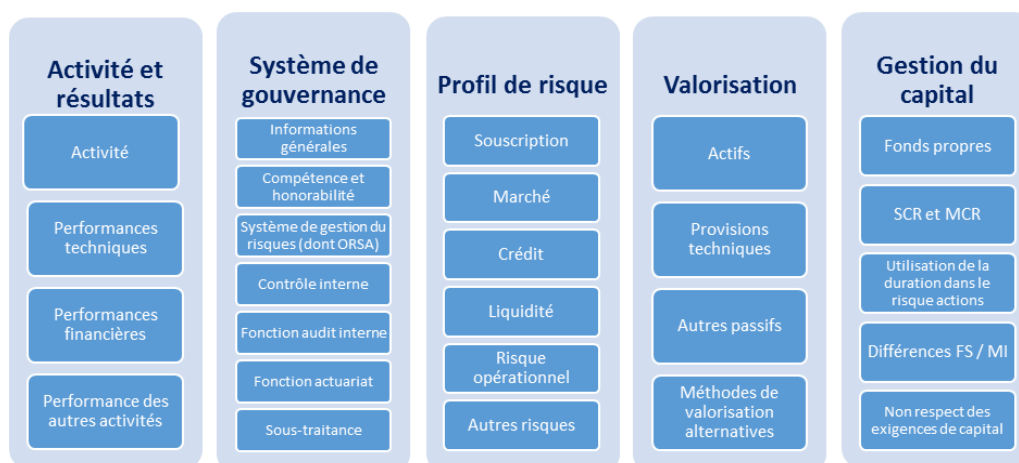 Activité et
résultats
Activité
Performances
techniques
Performances
financières
Performance des
autres activités
Système de
gouvernance
Informations
générales
Compétence et
honorabilité
Système de gestion du
risques (dont ORSA)
Contrôle interne
Fonction audit interne
Fonction actuariat
Sous-traitance
Profil de risque
Souscription
Marché
Crédit
Liquidité
Risque
opérationnel
Autres risques
Valorisation
Actifs
Provisions
techniques
Autres passifs
Méthodes de
valorisation
alternatives
Gestion du
capital
Fonds propres
SCR et MCR
Utilisation de la
duration dans le
risque actions
Différences FS / MI
Non respect des
exigences de capital